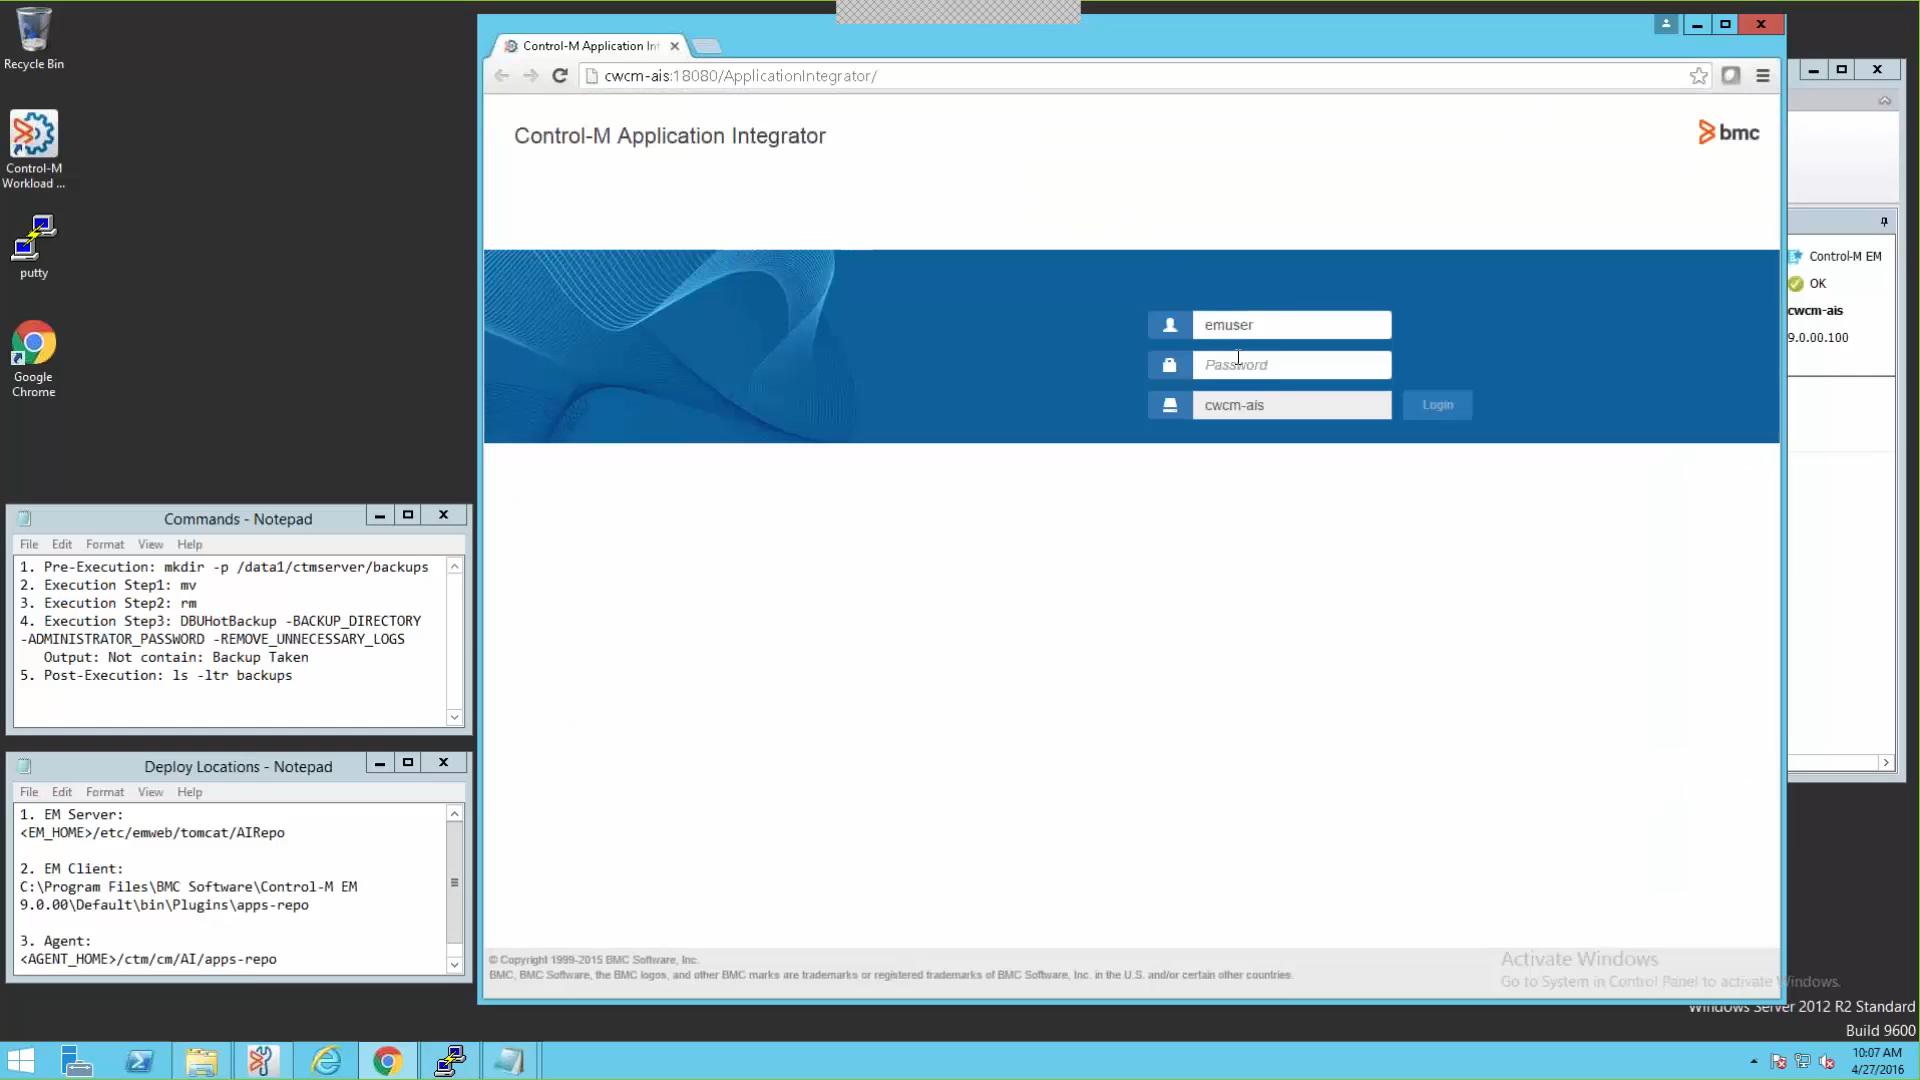 Recycle Bin
Control-M
Workload ...
putty
Google
Chrome
Control-M Application Int
cwcm-ais:18080/ApplicationIntegrator/
Control-M Application Integrator
bmc
emuser
Password
cwcm-ais
Login
Control-M EM
OK
cwcm-ais
9.0.00.100
Commands - Notepad
File Edit Format View Help
1. Pre-Execution: mkdir -p /data1/ctmserver/backups
2. Execution Step1: mv
3. Execution Step2: rm
4. Execution Step3: DBUHotBackup -BACKUP_DIRECTORY
-ADMINISTRATOR_PASSWORD -REMOVE_UNNECESSARY_LOGS
Output: Not contain: Backup Taken
5. Post-Execution: ls -ltr backups
Deploy Locations - Notepad
File Edit Format View Help
1. EM Server:
<EM_HOME>/etc/emweb/tomcat/AIRepo
2. EM Client:
C:\Program Files\BMC Software\Control-M EM
9.0.00\Default\bin\Plugins\apps-repo
3. Agent:
<AGENT_HOME>/ctm/cm/AI/apps-repo
© Copyright 1999-2015 BMC Software, Inc.
BMC, BMC Software, the BMC logos, and other BMC marks are trademarks or registered trademarks of BMC Software, Inc. in the U.S. and/or certain other countries.
Activate Windows
Go to System in Control Panel to activate Windows.
Windows Server 2012 R2 Standard
Build 9600
10:07 AM
4/27/2016